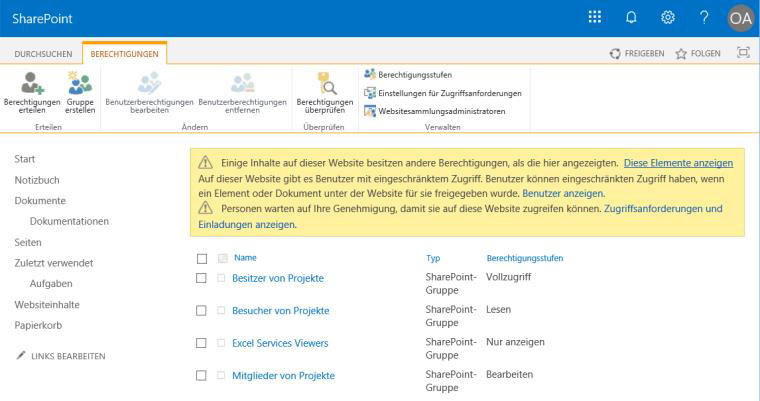 SharePoint
OA
DURCHSUCHEN
BERECHTIGUNGEN
FREIGEBEN
FOLGEN
Berechtigungen
erteilen
Gruppe
erstellen
Benutzerberechtigungen
bearbeiten
Benutzerberechtigungen
entfernen
Berechtigungen
überprüfen
Berechtigungsstufen
Einstellungen für Zugriffsanforderungen
Websitesammlungsadministratoren
Erteilen
Ändern
Überprüfen
Verwalten
Start
Notizbuch
Dokumente
Dokumentationen
Seiten
Zuletzt verwendet
Aufgaben
Websiteinhalte
Papierkorb
LINKS BEARBEITEN
Einige Inhalte auf dieser Website besitzen andere Berechtigungen, als die hier angezeigten. Diese Elemente anzeigen
Auf dieser Website gibt es Benutzer mit eingeschränktem Zugriff. Benutzer können eingeschränkten Zugriff haben, wenn
ein Element oder Dokument unter der Website für sie freigegeben wurde. Benutzer anzeigen.
Personen warten auf Ihre Genehmigung, damit sie auf diese Website zugreifen können. Zugriffsanforderungen und
Einladungen anzeigen.
Name Typ Berechtigungsstufen
Besitzer von Projekte SharePoint- Vollzugriff
Gruppe
Besucher von Projekte SharePoint- Lesen
Gruppe
Excel Services Viewers SharePoint- Nur anzeigen
Gruppe
Mitglieder von Projekte SharePoint- Bearbeiten
Gruppe